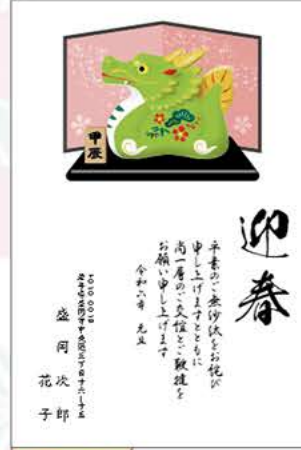 甲辰
迎春
平素のご無沙汰をお詫び
申し上げますとともに
尚一層のご交誼とご鞭撻を
お願い申し上げます
令和六年 元旦
盛岡次郎
花子